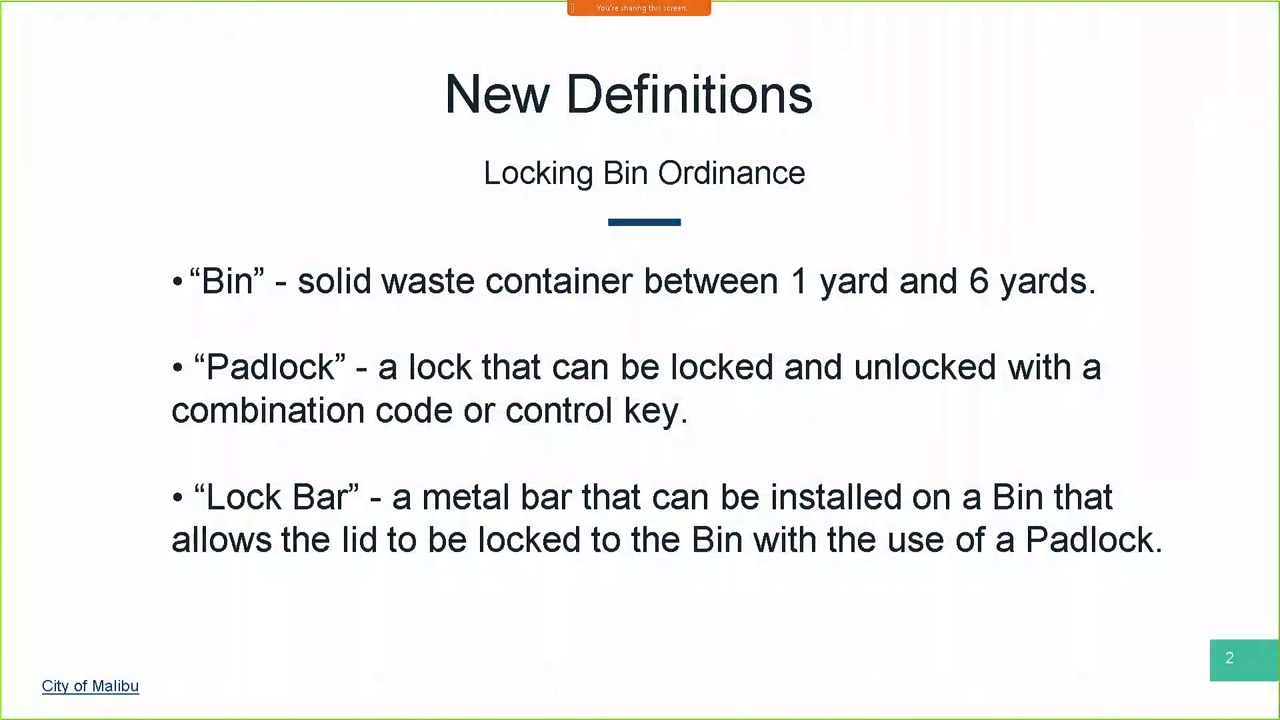 You're sharing this screen.
New Definitions
Locking Bin Ordinance
• “Bin” - solid waste container between 1 yard and 6 yards.
• “Padlock” - a lock that can be locked and unlocked with a
combination code or control key.
• “Lock Bar” - a metal bar that can be installed on a Bin that
allows the lid to be locked to the Bin with the use of a Padlock.
2
City of Malibu